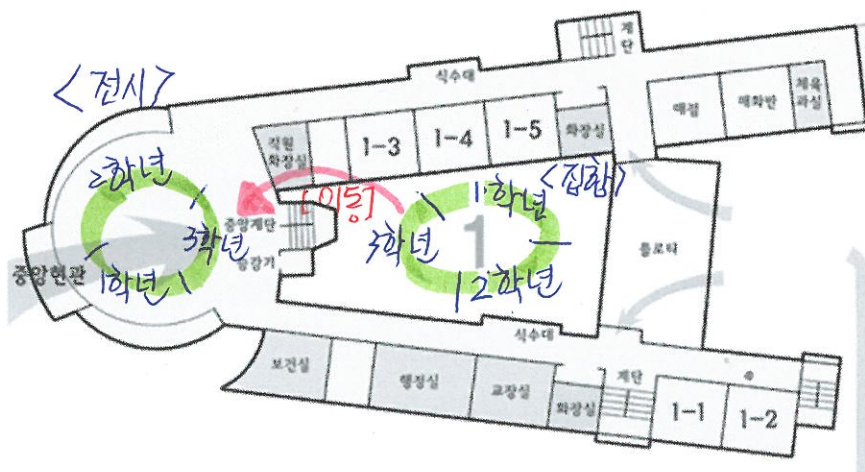 계단
식수대
<전시>
매점
매화반
체육과실
직원
화장실
1-3
1-4
1-5
화장실
2학년
[이동]
1학년
<집합>
중앙계단
3학년
3학년
1
중앙현관
1학년
승강기
2학년
플로타
식수대
보건실
행정실
교장실
화장실
계단
1-1
1-2